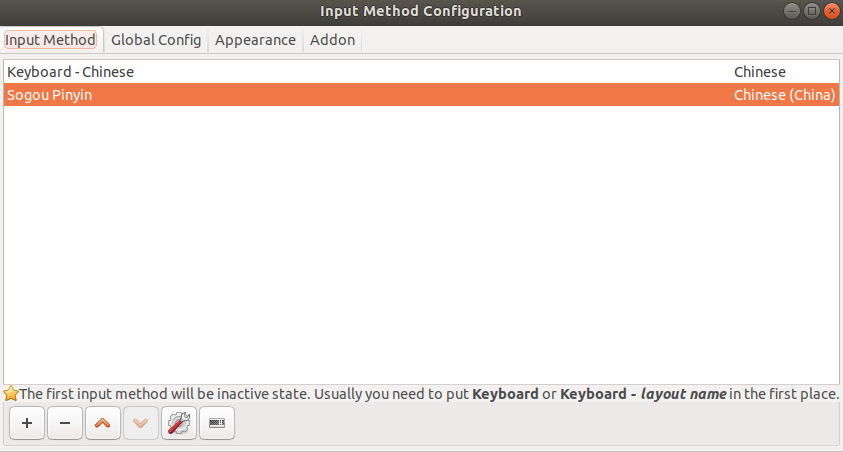 Input Method Configuration
Input Method Global Config Appearance Addon
Keyboard - Chinese Chinese
Sogou Pinyin Chinese (China)
The first input method will be inactive state. Usually you need to put Keyboard or Keyboard - layout name in the first place.